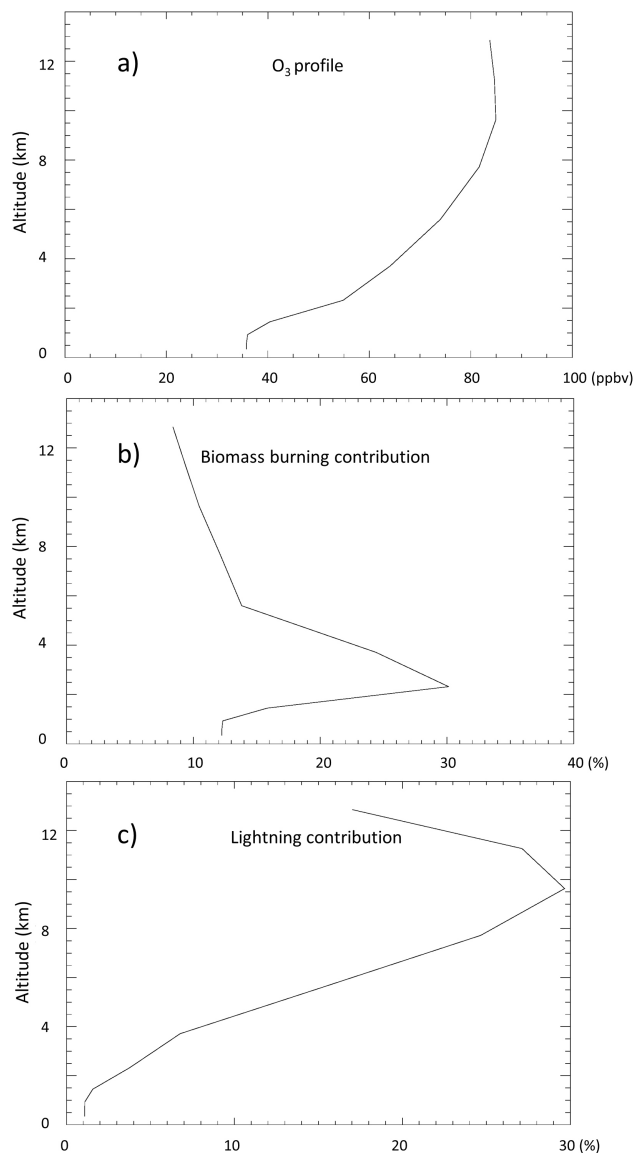 a)
O₃ profile
Altitude (km)
12
8
4
0
0 20 40 60 80 100 (ppbv)
b)
Biomass burning contribution
Altitude (km)
12
8
4
0
0 10 20 30 40 (%)
c)
Lightning contribution
Altitude (km)
12
8
4
0
0 10 20 30 (%)